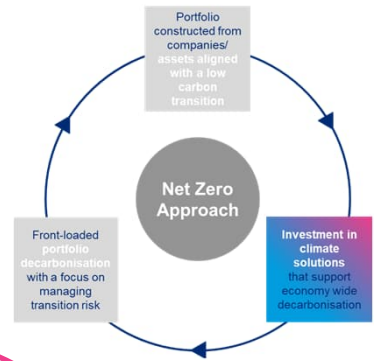 Portfolio
constructed from
companies/
assets aligned
with a low
carbon
transition
Net Zero
Approach
Front-loaded
portfolio
decarbonisation
with a focus on
managing
transition risk
Investment in
climate
solutions
that support
economy wide
decarbonisation